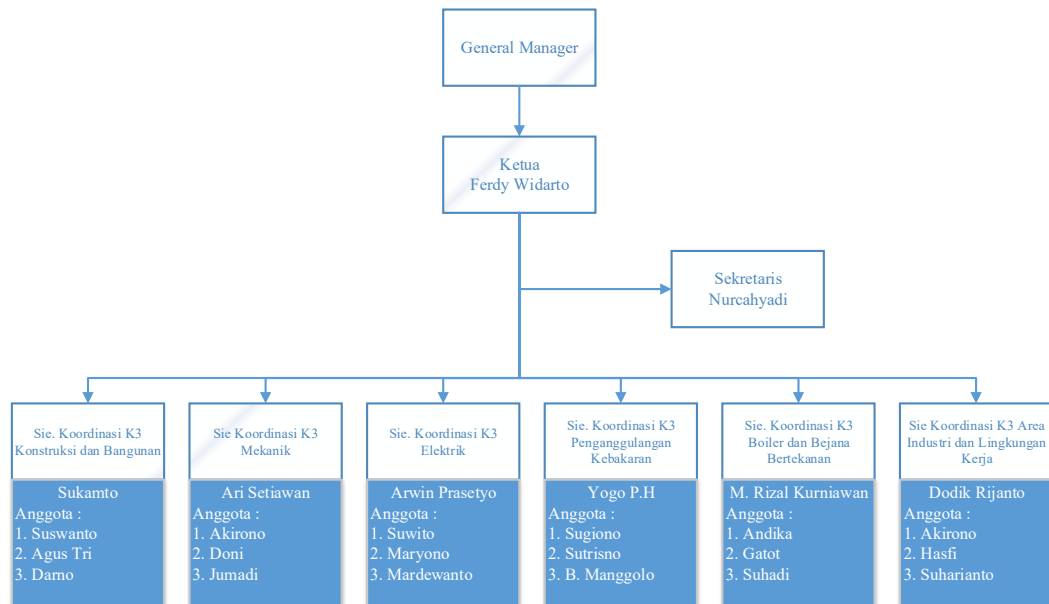 General Manager
Ketua
Ferdy Widarto
Sekretaris
Nurcahyadi
Sie. Koordinasi K3
Konstruksi dan Bangunan
Sukamto
Anggota :
1. Suswanto
2. Agus Tri
3. Darno
Sie Koordinasi K3
Mekanik
Ari Setiawan
Anggota :
1. Akirono
2. Doni
3. Jumadi
Sie. Koordinasi K3
Elektrik
Arwin Prasetyo
Anggota :
1. Suwito
2. Maryono
3. Mardewanto
Sie. Koordinasi K3
Penganggulangan
Kebakaran
Yogo P.H
Anggota :
1. Sugiono
2. Sutrisno
3. B. Manggolo
Sie. Koordinasi K3
Boiler dan Bejana
Bertekanan
M. Rizal Kurniawan
Anggota :
1. Andika
2. Gatot
3. Suhadi
Sie Koordinasi K3 Area
Industri dan Lingkungan
Kerja
Dodik Rijanto
Anggota :
1. Akirono
2. Hasfi
3. Suharianto